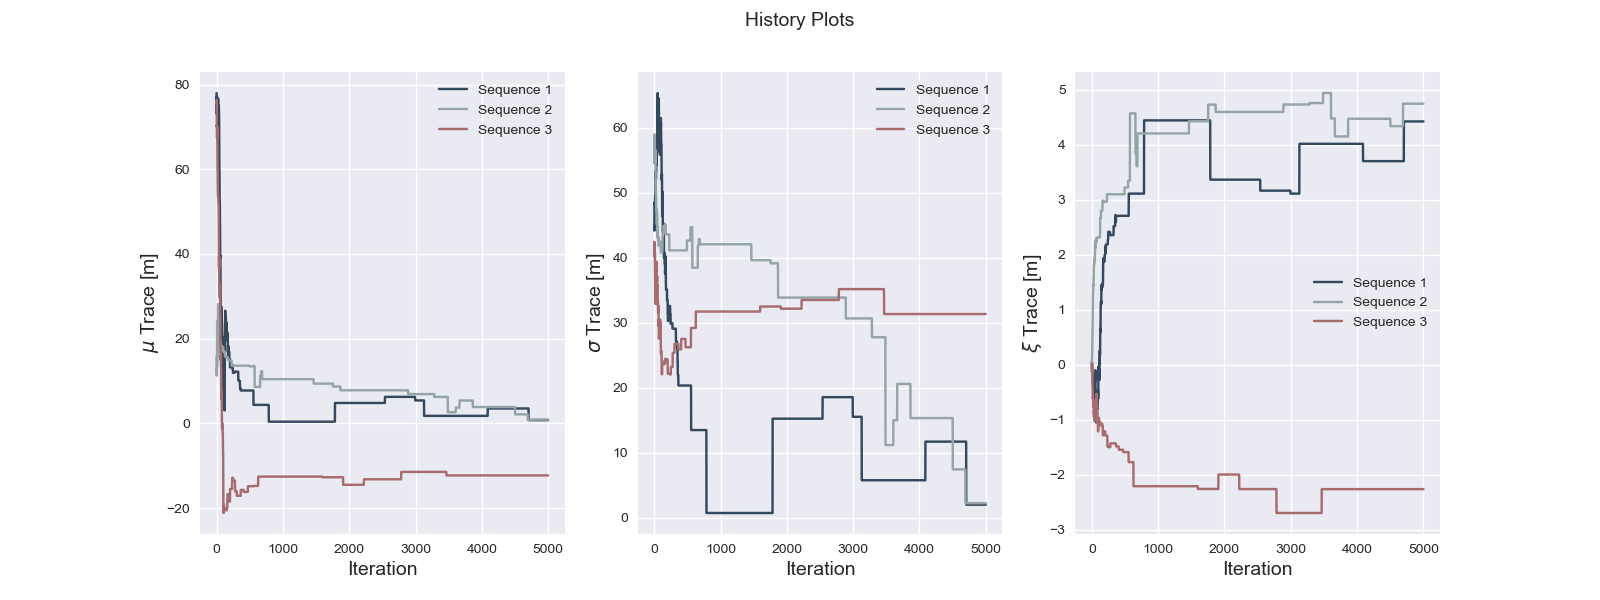 History Plots
μ Trace [m]
80
60
40
20
0
−20
0 1000 2000 3000 4000 5000
Iteration
Sequence 1
Sequence 2
Sequence 3
σ Trace [m]
60
50
40
30
20
10
0
0 1000 2000 3000 4000 5000
Iteration
Sequence 1
Sequence 2
Sequence 3
ξ Trace [m]
5
4
3
2
1
0
−1
−2
−3
0 1000 2000 3000 4000 5000
Iteration
Sequence 1
Sequence 2
Sequence 3